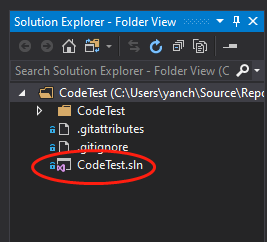 Solution Explorer - Folder View
Search Solution Explorer - Folder View
CodeTest (C:\Users\yanch\Source\Repo
CodeTest
.gitattributes
.gitignore
CodeTest.sln